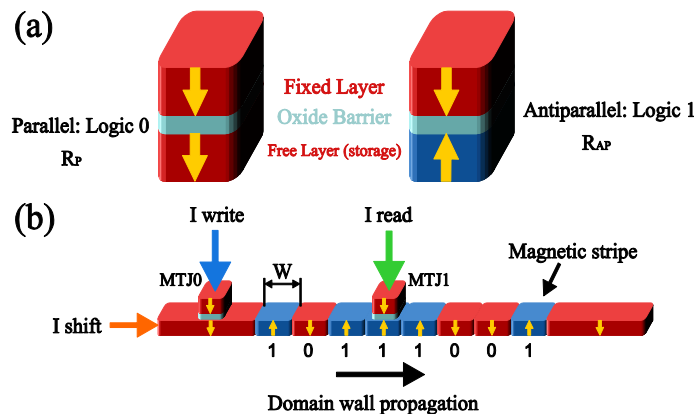 (a)
Parallel: Logic 0
RP
Fixed Layer
Oxide Barrier
Free Layer (storage)
Antiparallel: Logic 1
RAP
(b)
I write
I read
MTJ0
W
MTJ1
Magnetic stripe
I shift
1 0 1 1 1 0 0 1
Domain wall propagation